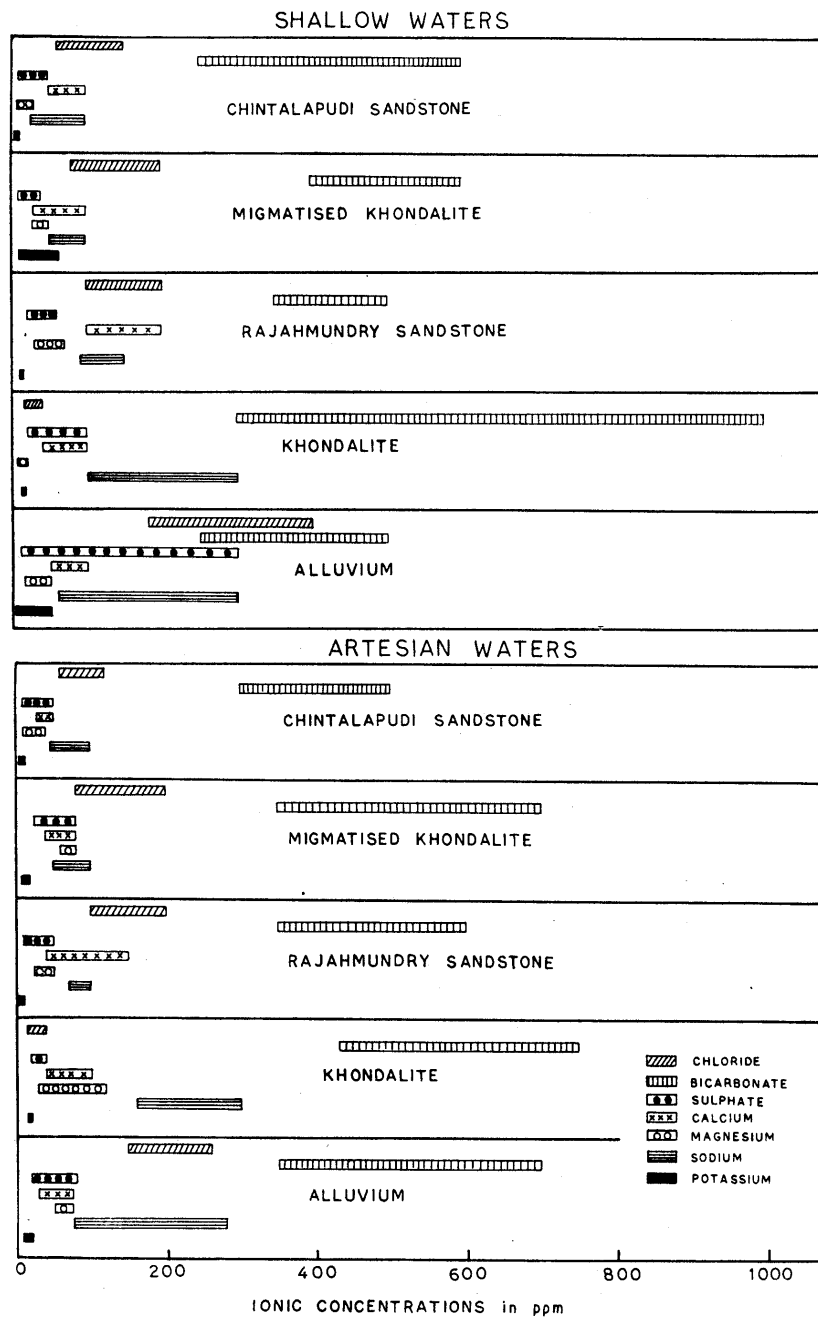 SHALLOW WATERS
CHINTALAPUDI SANDSTONE
MIGMATISED KHONDALITE
RAJAHMUNDRY SANDSTONE
KHONDALITE
ALLUVIUM
ARTESIAN WATERS
CHINTALAPUDI SANDSTONE
MIGMATISED KHONDALITE
RAJAHMUNDRY SANDSTONE
KHONDALITE
CHLORIDE
BICARBONATE
SULPHATE
CALCIUM
MAGNESIUM
SODIUM
POTASSIUM
ALLUVIUM
0 200 400 600 800 1000
IONIC CONCENTRATIONS in ppm